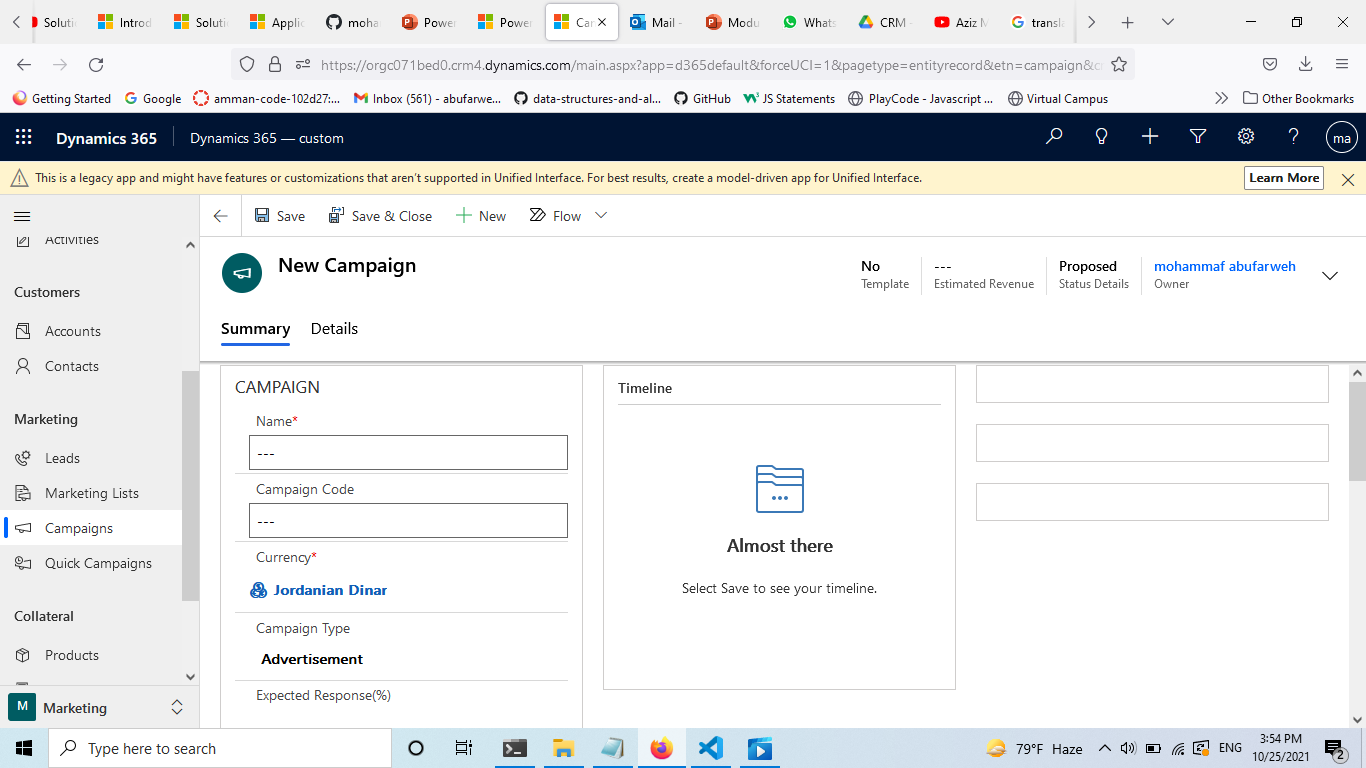 Soluti
Introd
Soluti
Applic
moha
Power
Power
Car
Mail -
Modu
Whats
CRM -
Aziz M
transle
https://orgc071bed0.crm4.dynamics.com/main.aspx?app=d365default&forceUCI=1&pagetype=entityrecord&etn=campaign&c
Getting Started
Google
amman-code-102d27:...
Inbox (561) - abufarwe...
data-structures-and-al...
GitHub
JS Statements
PlayCode - Javascript ...
Virtual Campus
Other Bookmarks
Dynamics 365
Dynamics 365 — custom
ma
This is a legacy app and might have features or customizations that aren't supported in Unified Interface. For best results, create a model-driven app for Unified Interface.
Learn More
Activities
Customers
Accounts
Contacts
Marketing
Leads
Marketing Lists
Campaigns
Quick Campaigns
Collateral
Products
M
Marketing
Save
Save & Close
New
Flow
New Campaign
No
Template
---
Estimated Revenue
Proposed
Status Details
mohammaf abufarweh
Owner
Summary
Details
CAMPAIGN
Name*
---
Campaign Code
---
Currency*
Jordanian Dinar
Campaign Type
Advertisement
Expected Response(%)
Timeline
Almost there
Select Save to see your timeline.
Type here to search
79°F Haze
ENG
3:54 PM
10/25/2021
2